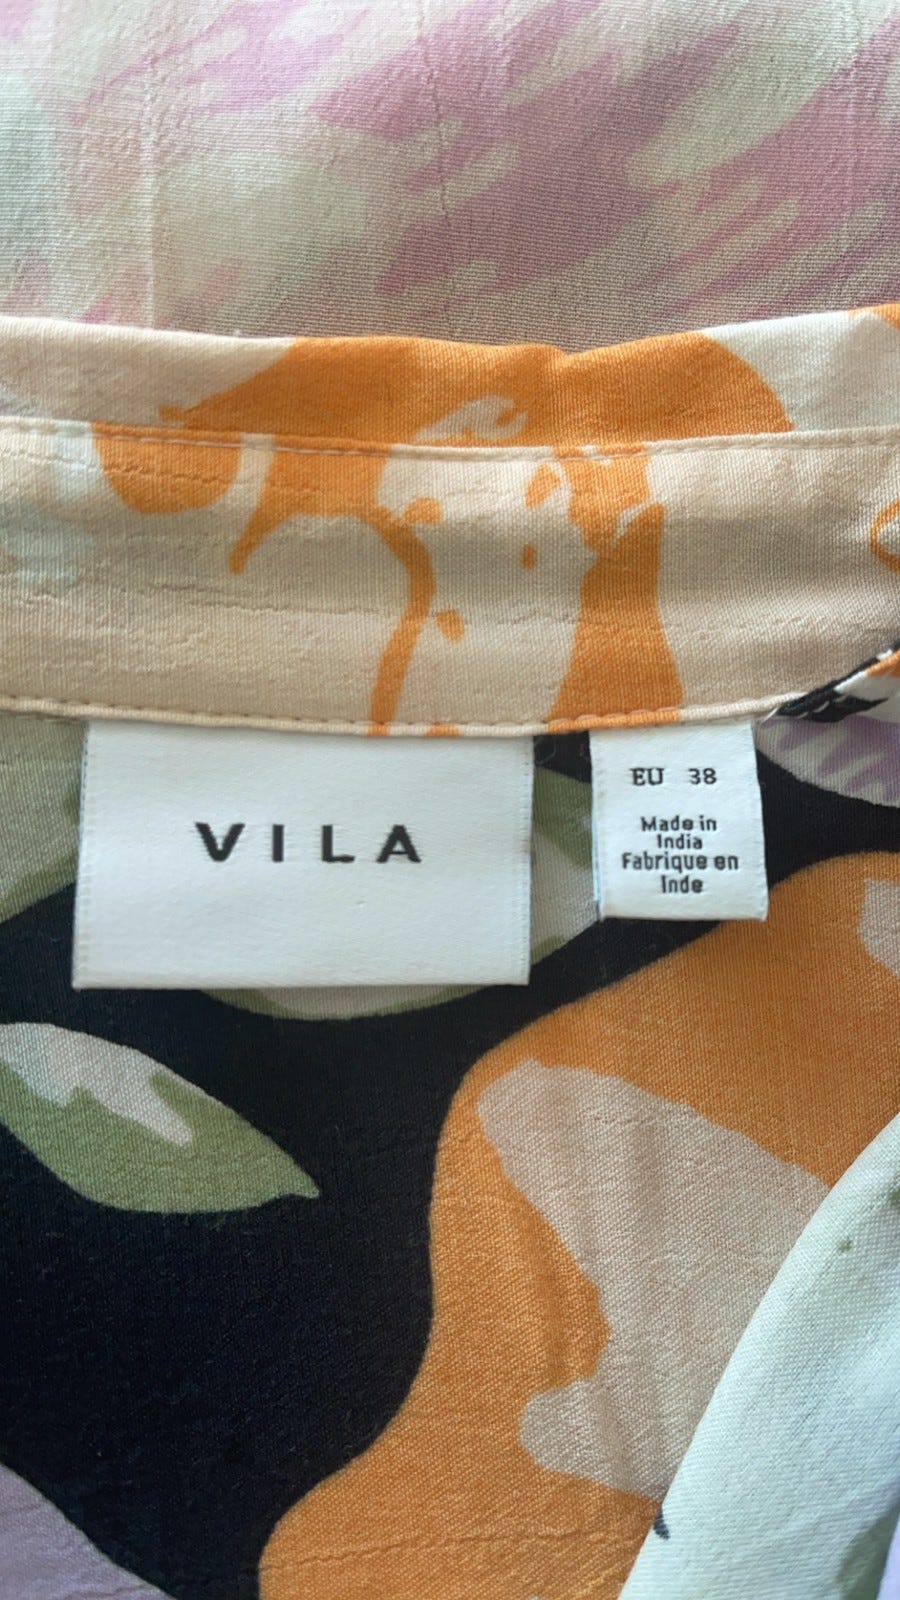 VILA
EU 38
Made in
India
Fabrique en
Inde